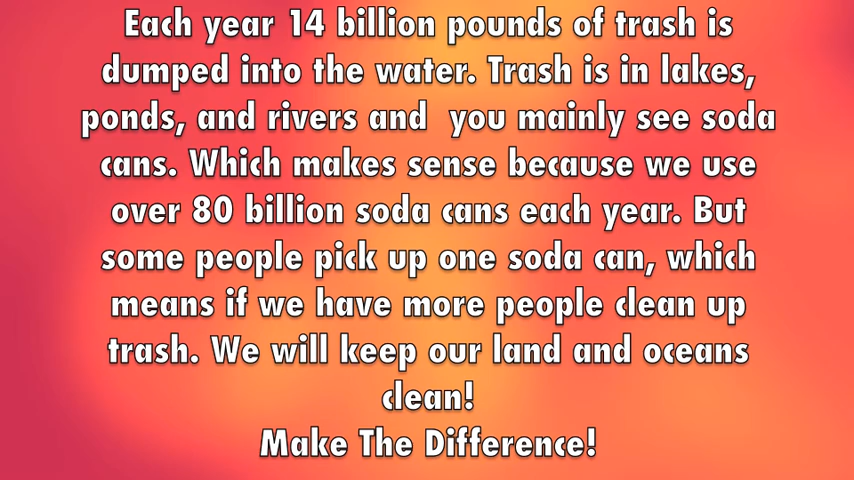 Each year 14 billion pounds of trash is
dumped into the water. Trash is in lakes,
ponds, and rivers and  you mainly see soda
cans. Which makes sense because we use
over 80 billion soda cans each year. But
some people pick up one soda can, which
means if we have more people clean up
trash. We will keep our land and oceans
clean!
Make The Difference!